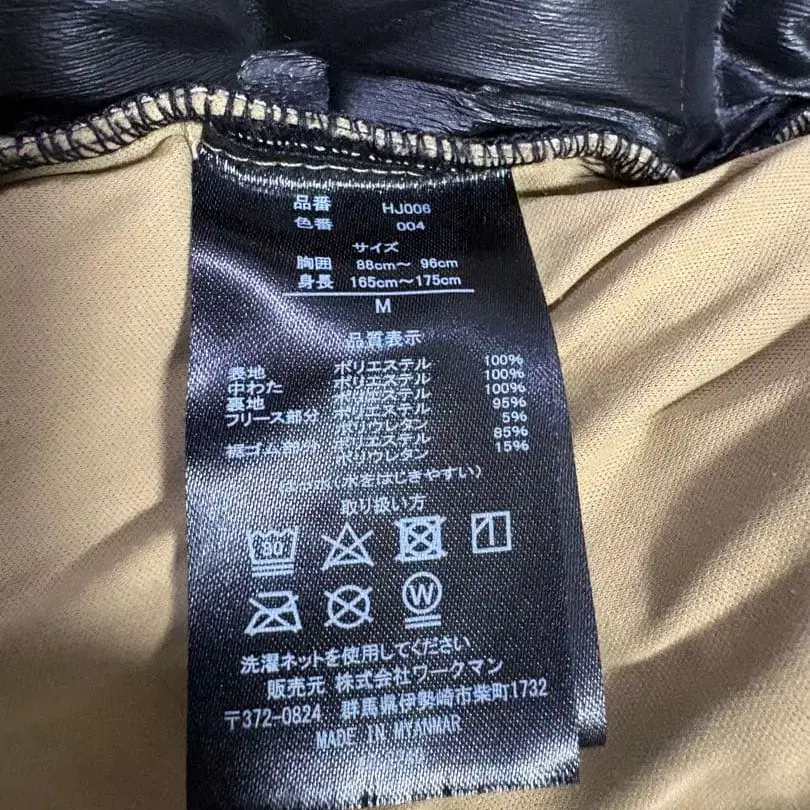 品番 HJ006
色番 004
サイズ
胸囲 88cm～ 96cm
身長 165cm～175cm
M
品質表示
表地 ポリエステル 100%
中わた ポリエステル 100%
裏地 ポリエステル 100%
フリース部分 ポリエステル 95%
ポリウレタン 5%
裾ゴム部分 ポリエステル 85%
ポリウレタン 15%
(水をはじきやすい)
取り扱い方
30
W
洗濯ネットを使用してください
販売元 株式会社ワークマン
〒372-0824 群馬県伊勢崎市柴町1732
MADE IN MYANMAR